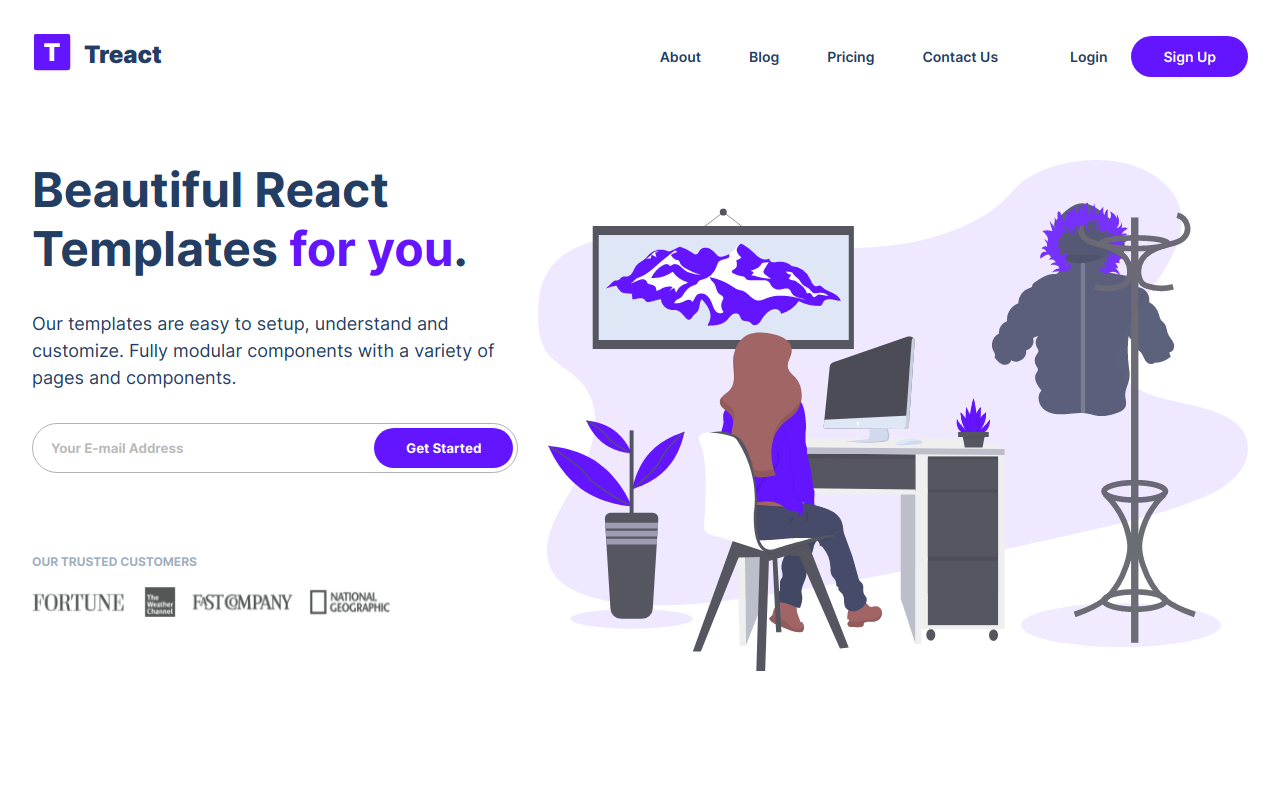 T Treact
About Blog Pricing Contact Us Login Sign Up
Beautiful React
Templates for you.
Our templates are easy to setup, understand and
customize. Fully modular components with a variety of
pages and components.
Your E-mail Address Get Started
OUR TRUSTED CUSTOMERS
FORTUNE
The
Weather
Channel
FAST COMPANY
NATIONAL
GEOGRAPHIC